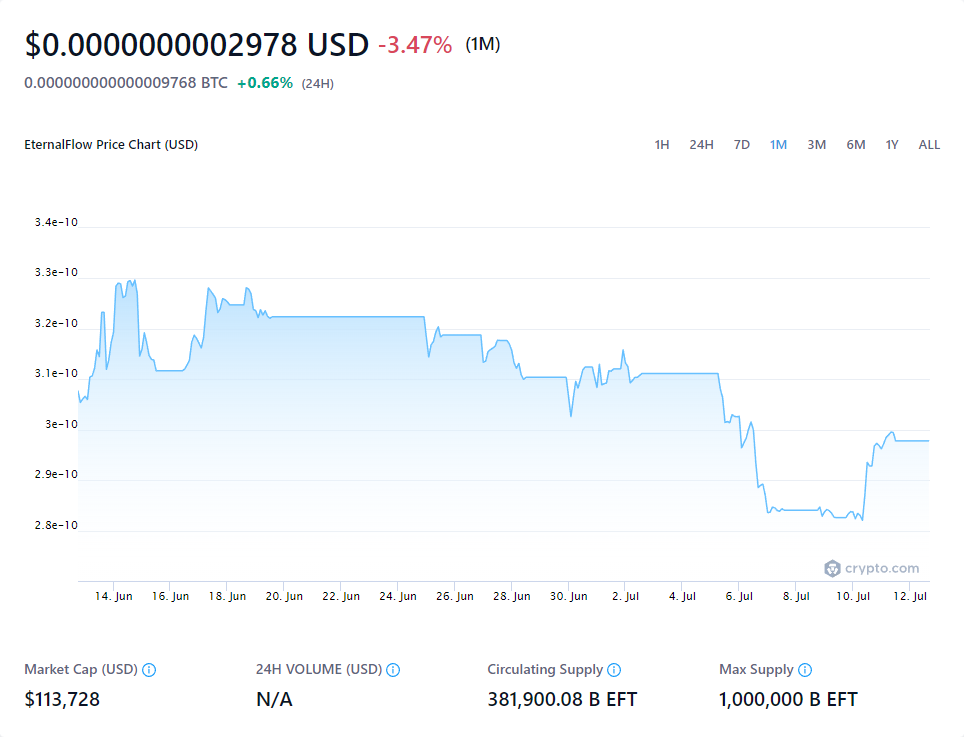 $0.0000000002978 USD -3.47% (1M)
0.000000000000009768 BTC +0.66% (24H)
EternalFlow Price Chart (USD) 1H 24H 7D 1M 3M 6M 1Y ALL
3.4e-10
3.3e-10
3.2e-10
3.1e-10
3e-10
2.9e-10
2.8e-10
crypto.com
14. Jun 16. Jun 18. Jun 20. Jun 22. Jun 24. Jun 26. Jun 28. Jun 30. Jun 2. Jul 4. Jul 6. Jul 8. Jul 10. Jul 12. Jul
Market Cap (USD) 24H VOLUME (USD) Circulating Supply Max Supply
$113,728 N/A 381,900.08 B EFT 1,000,000 B EFT